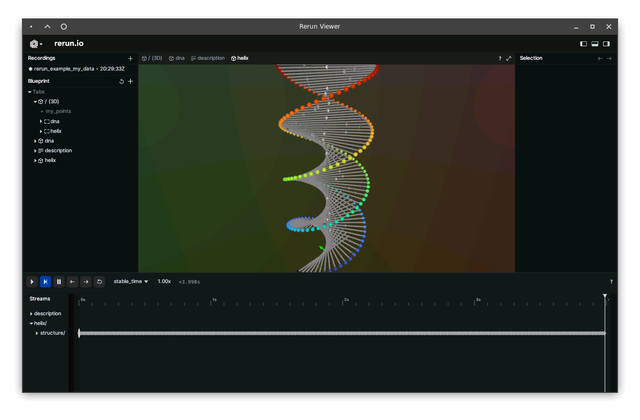 Rerun Viewer
rerun.io
Recordings +
rerun_example_my_data - 20:29:33Z
Blueprint
Tabs
/ (3D)
my_points
dna
helix
dna
description
helix
/ (3D) dna description helix ?
Selection
stable_time 1.00x +3.998s ?
Streams 0s 1s 2s 3s
description
helix/
structure/